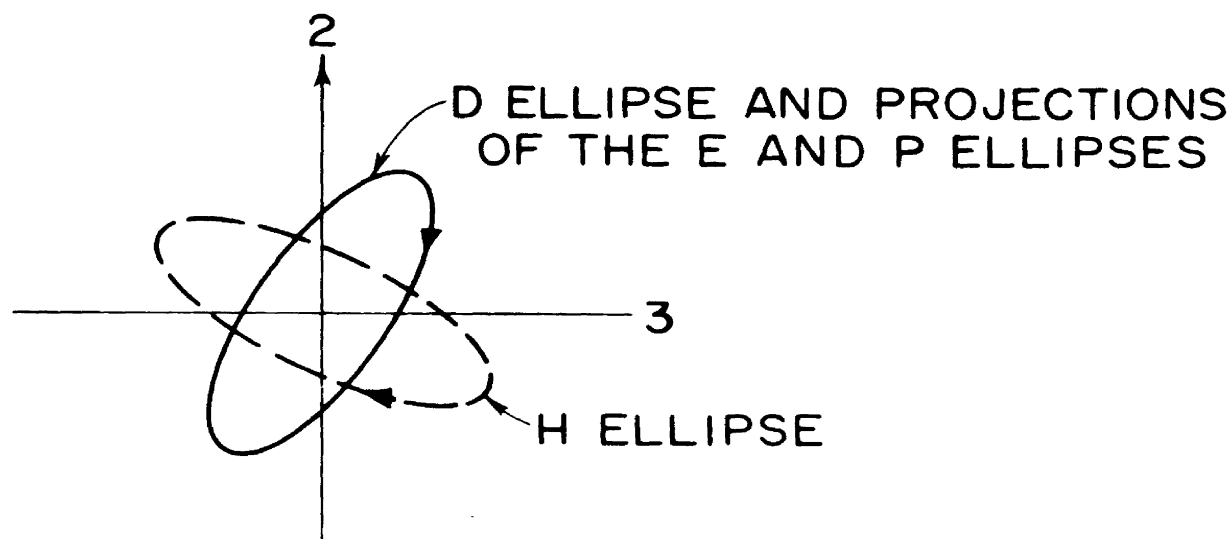 2
D ELLIPSE AND PROJECTIONS
OF THE E AND P ELLIPSES
3
H ELLIPSE